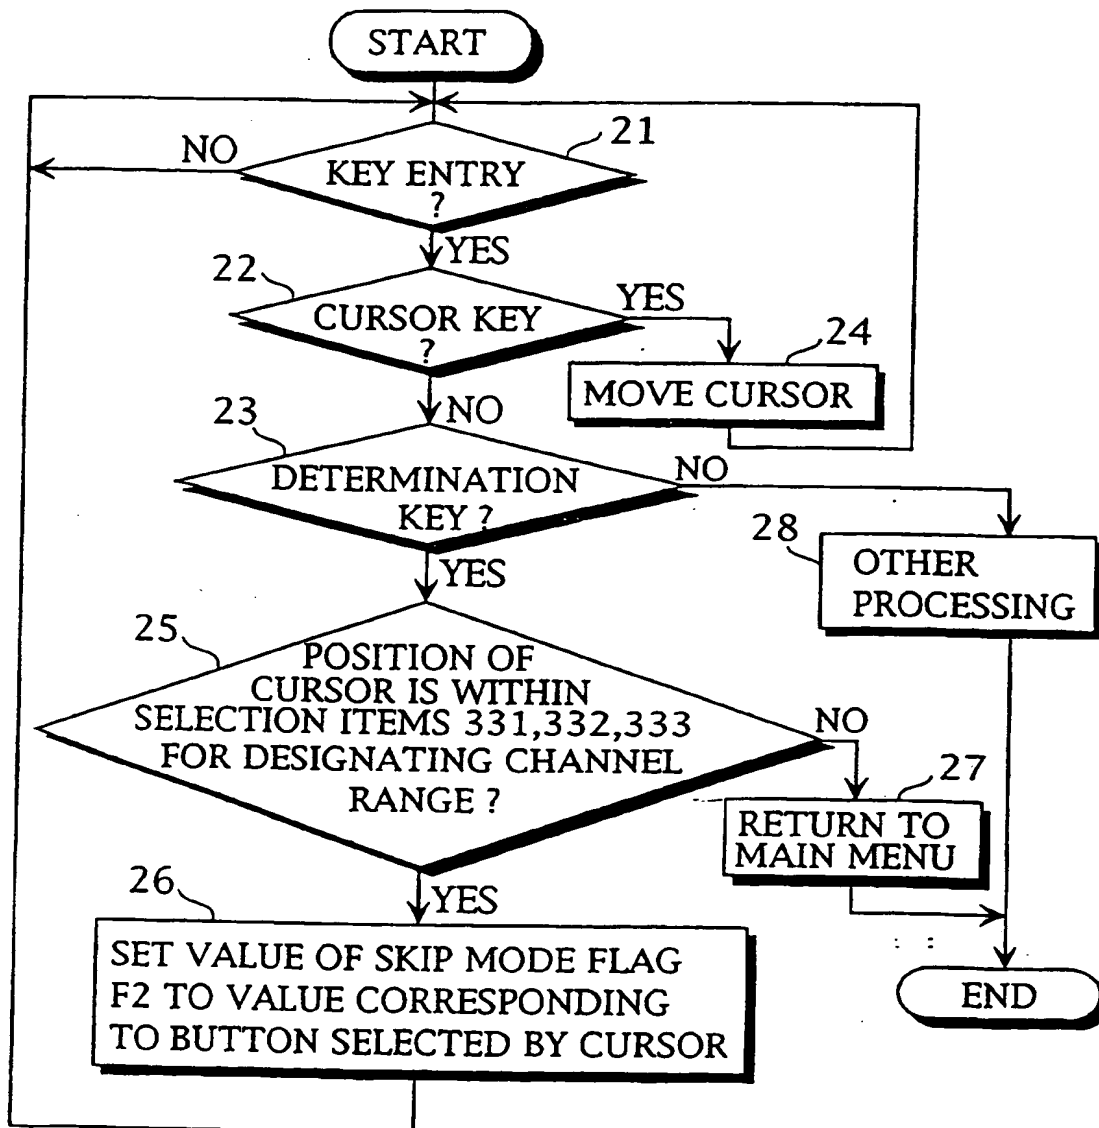 START
21
NO
KEY ENTRY
?
YES
22
CURSOR KEY
?
YES
24
MOVE CURSOR
NO
23
DETERMINATION
KEY ?
NO
YES
28
OTHER
PROCESSING
25
POSITION OF
CURSOR IS WITHIN
SELECTION ITEMS 331,332,333
FOR DESIGNATING CHANNEL
RANGE ?
NO
27
RETURN TO
MAIN MENU
YES
26
SET VALUE OF SKIP MODE FLAG
F2 TO VALUE CORRESPONDING
TO BUTTON SELECTED BY CURSOR
END